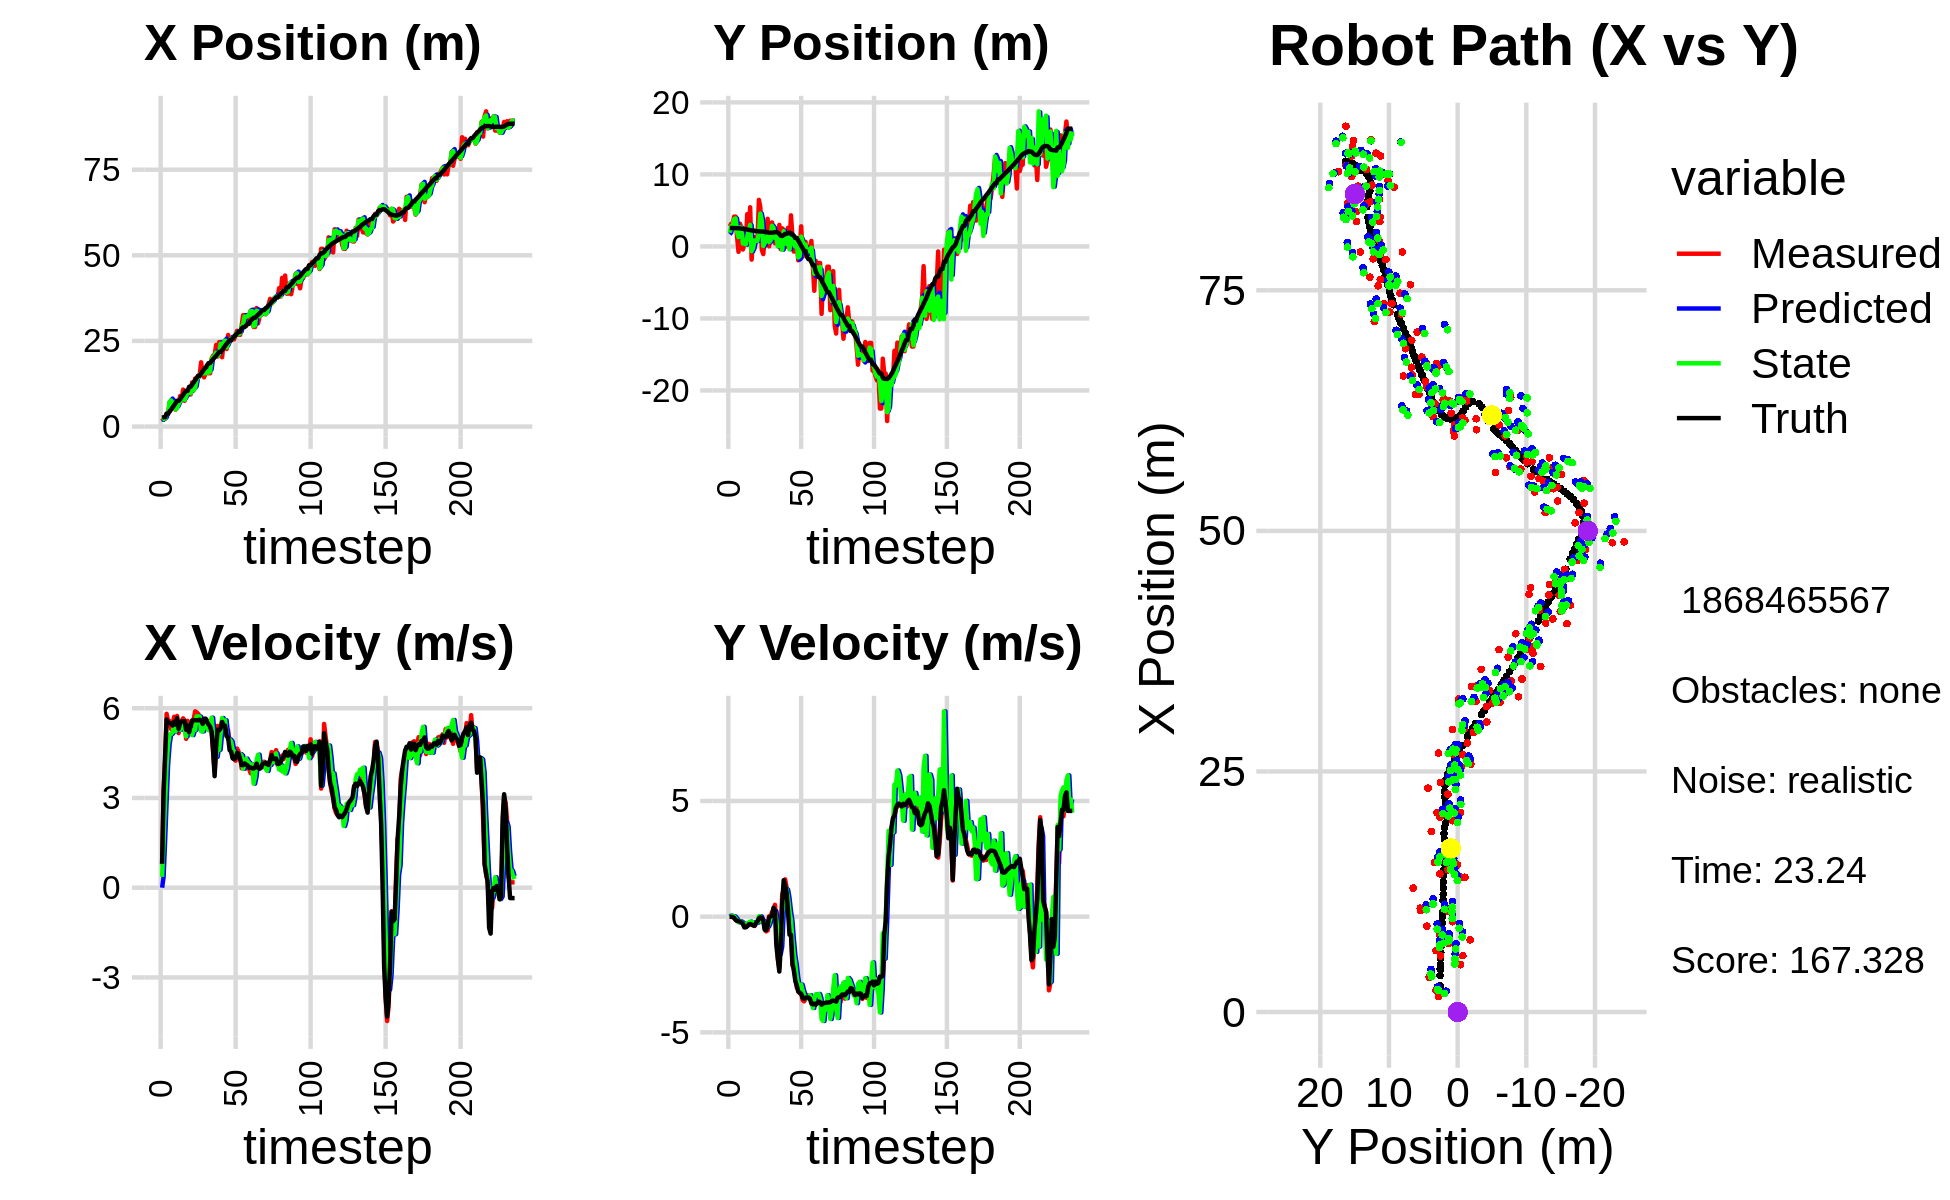 X Position (m)
75
50
25
0
0 50 100 150 200
timestep
Y Position (m)
20
10
0
-10
-20
0 50 100 150 200
timestep
X Velocity (m/s)
6
3
0
-3
0 50 100 150 200
timestep
Y Velocity (m/s)
5
0
-5
0 50 100 150 200
timestep
Robot Path (X vs Y)
X Position (m)
75
50
25
0
20 10 0 -10 -20
Y Position (m)
variable
Measured
Predicted
State
Truth
1868465567
Obstacles: none
Noise: realistic
Time: 23.24
Score: 167.328